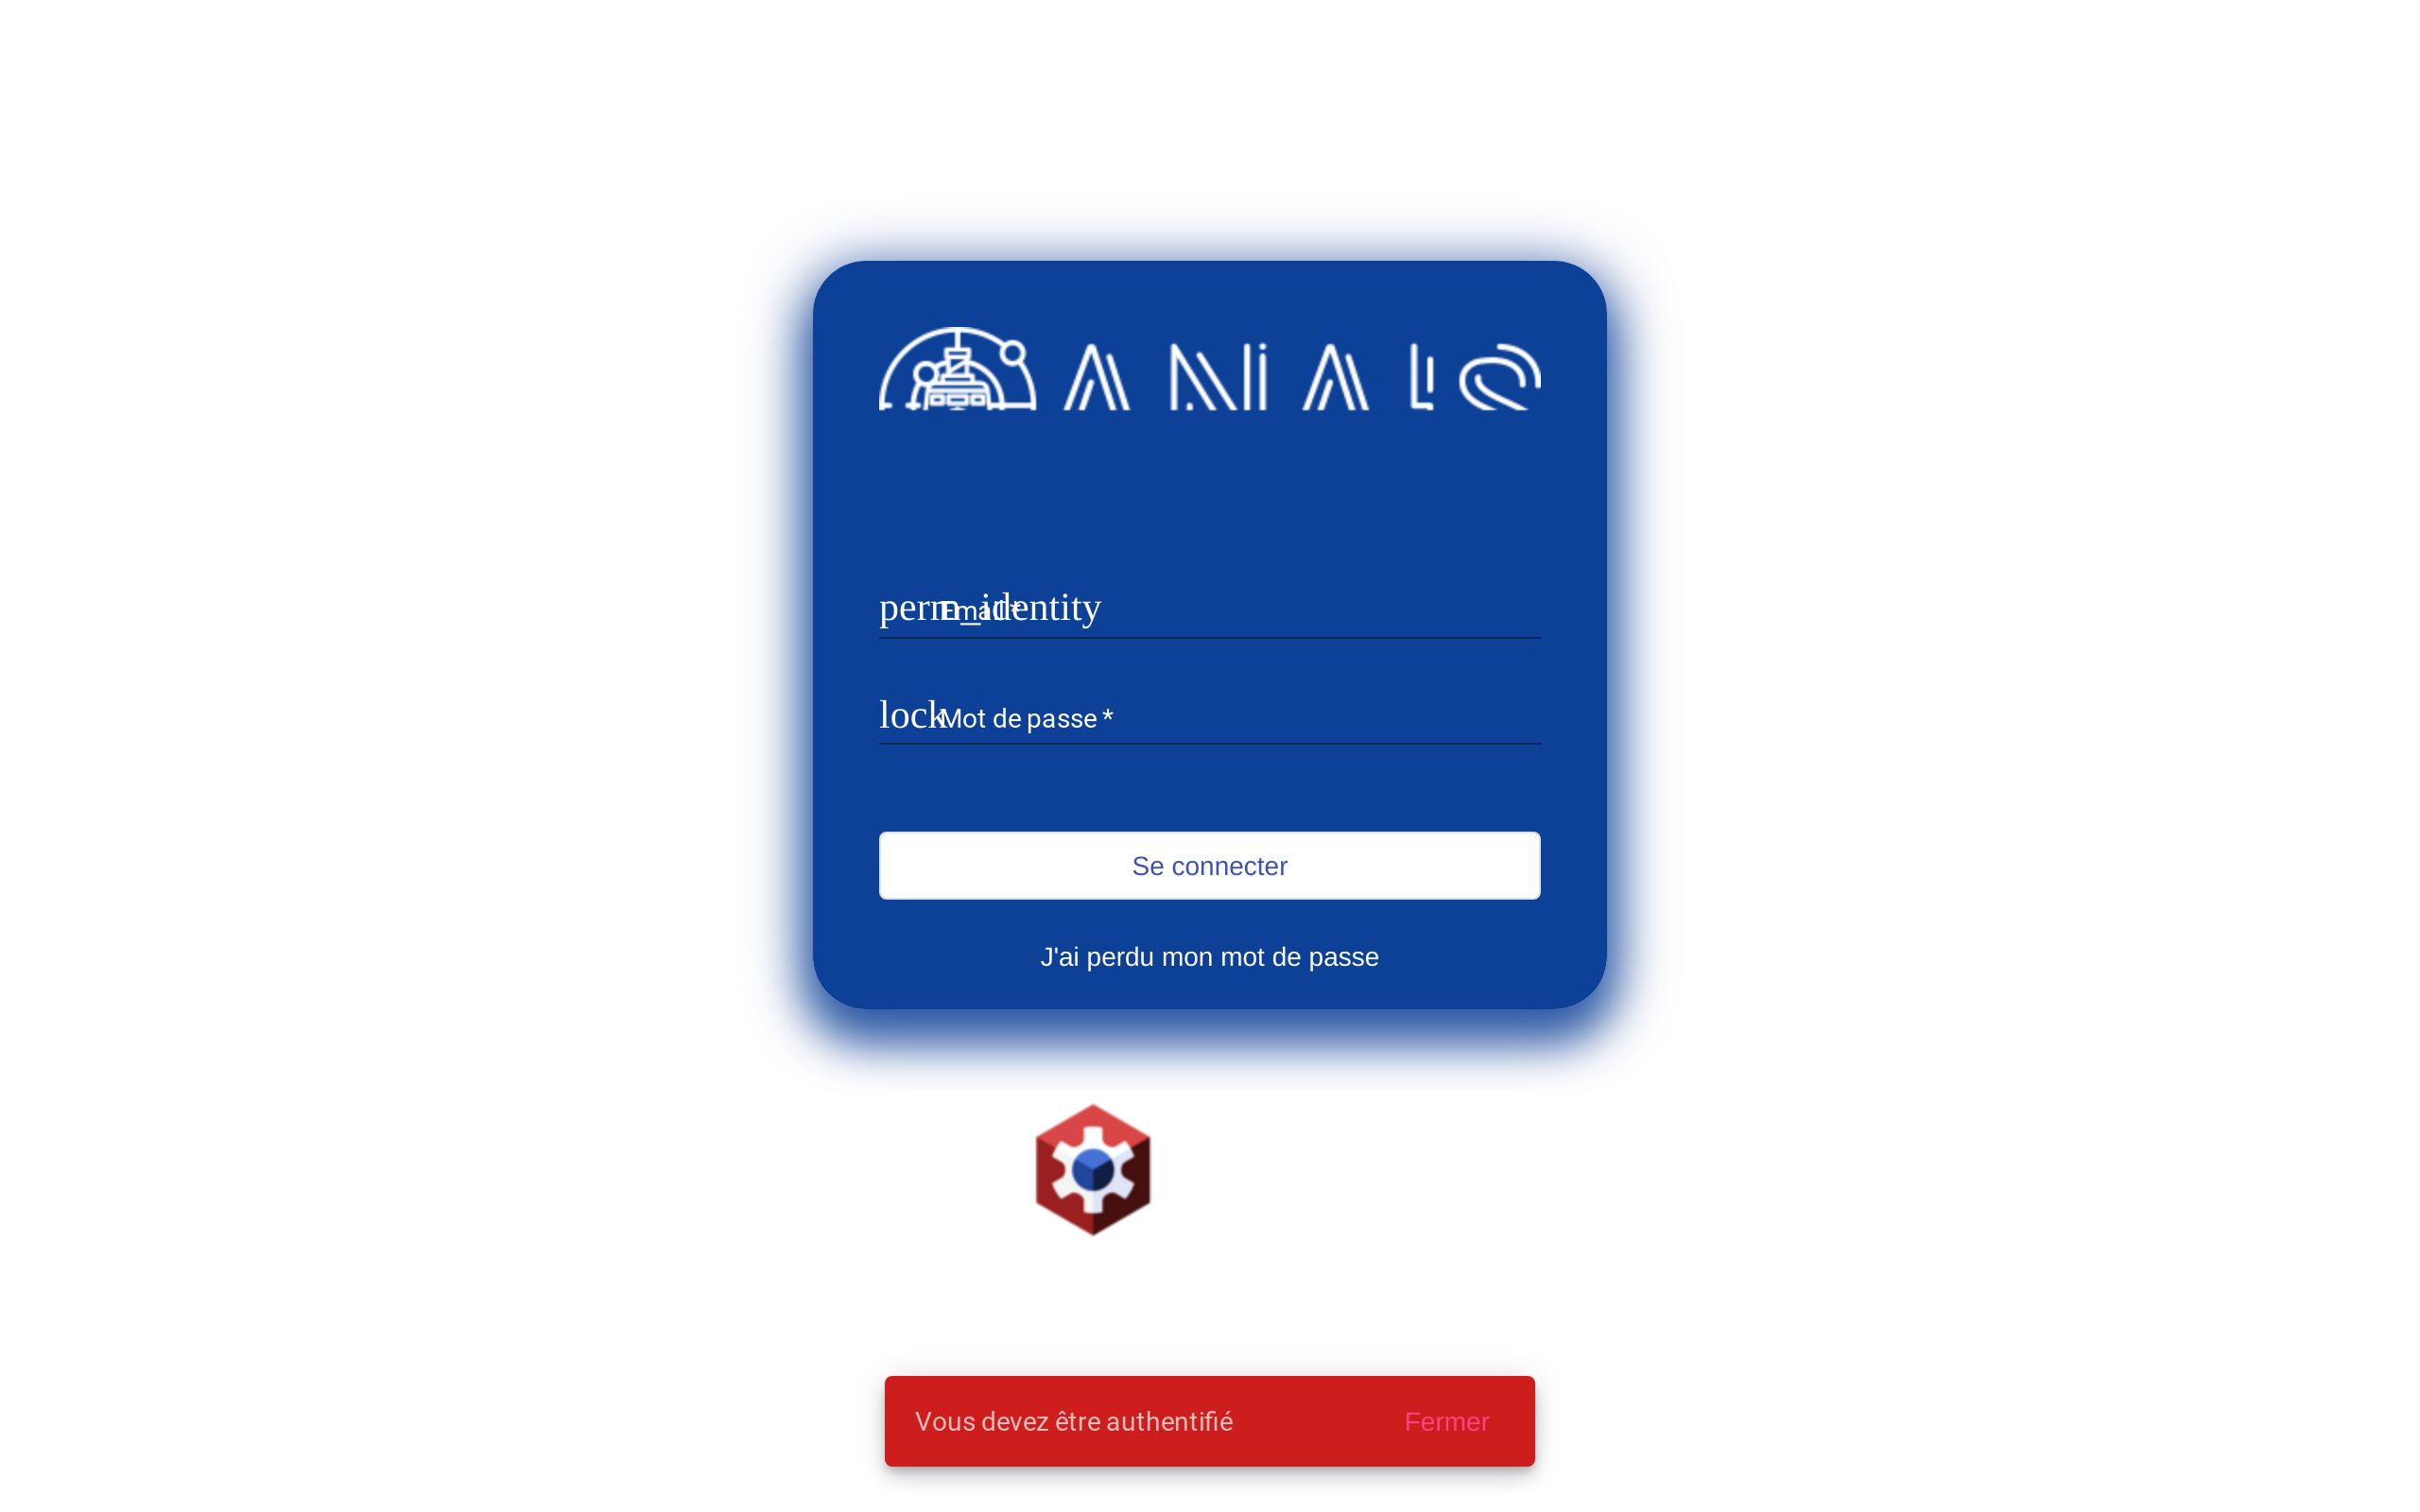 perm_identity
Email *
lock
Mot de passe *
Se connecter
J'ai perdu mon mot de passe
Vous devez être authentifié
Fermer